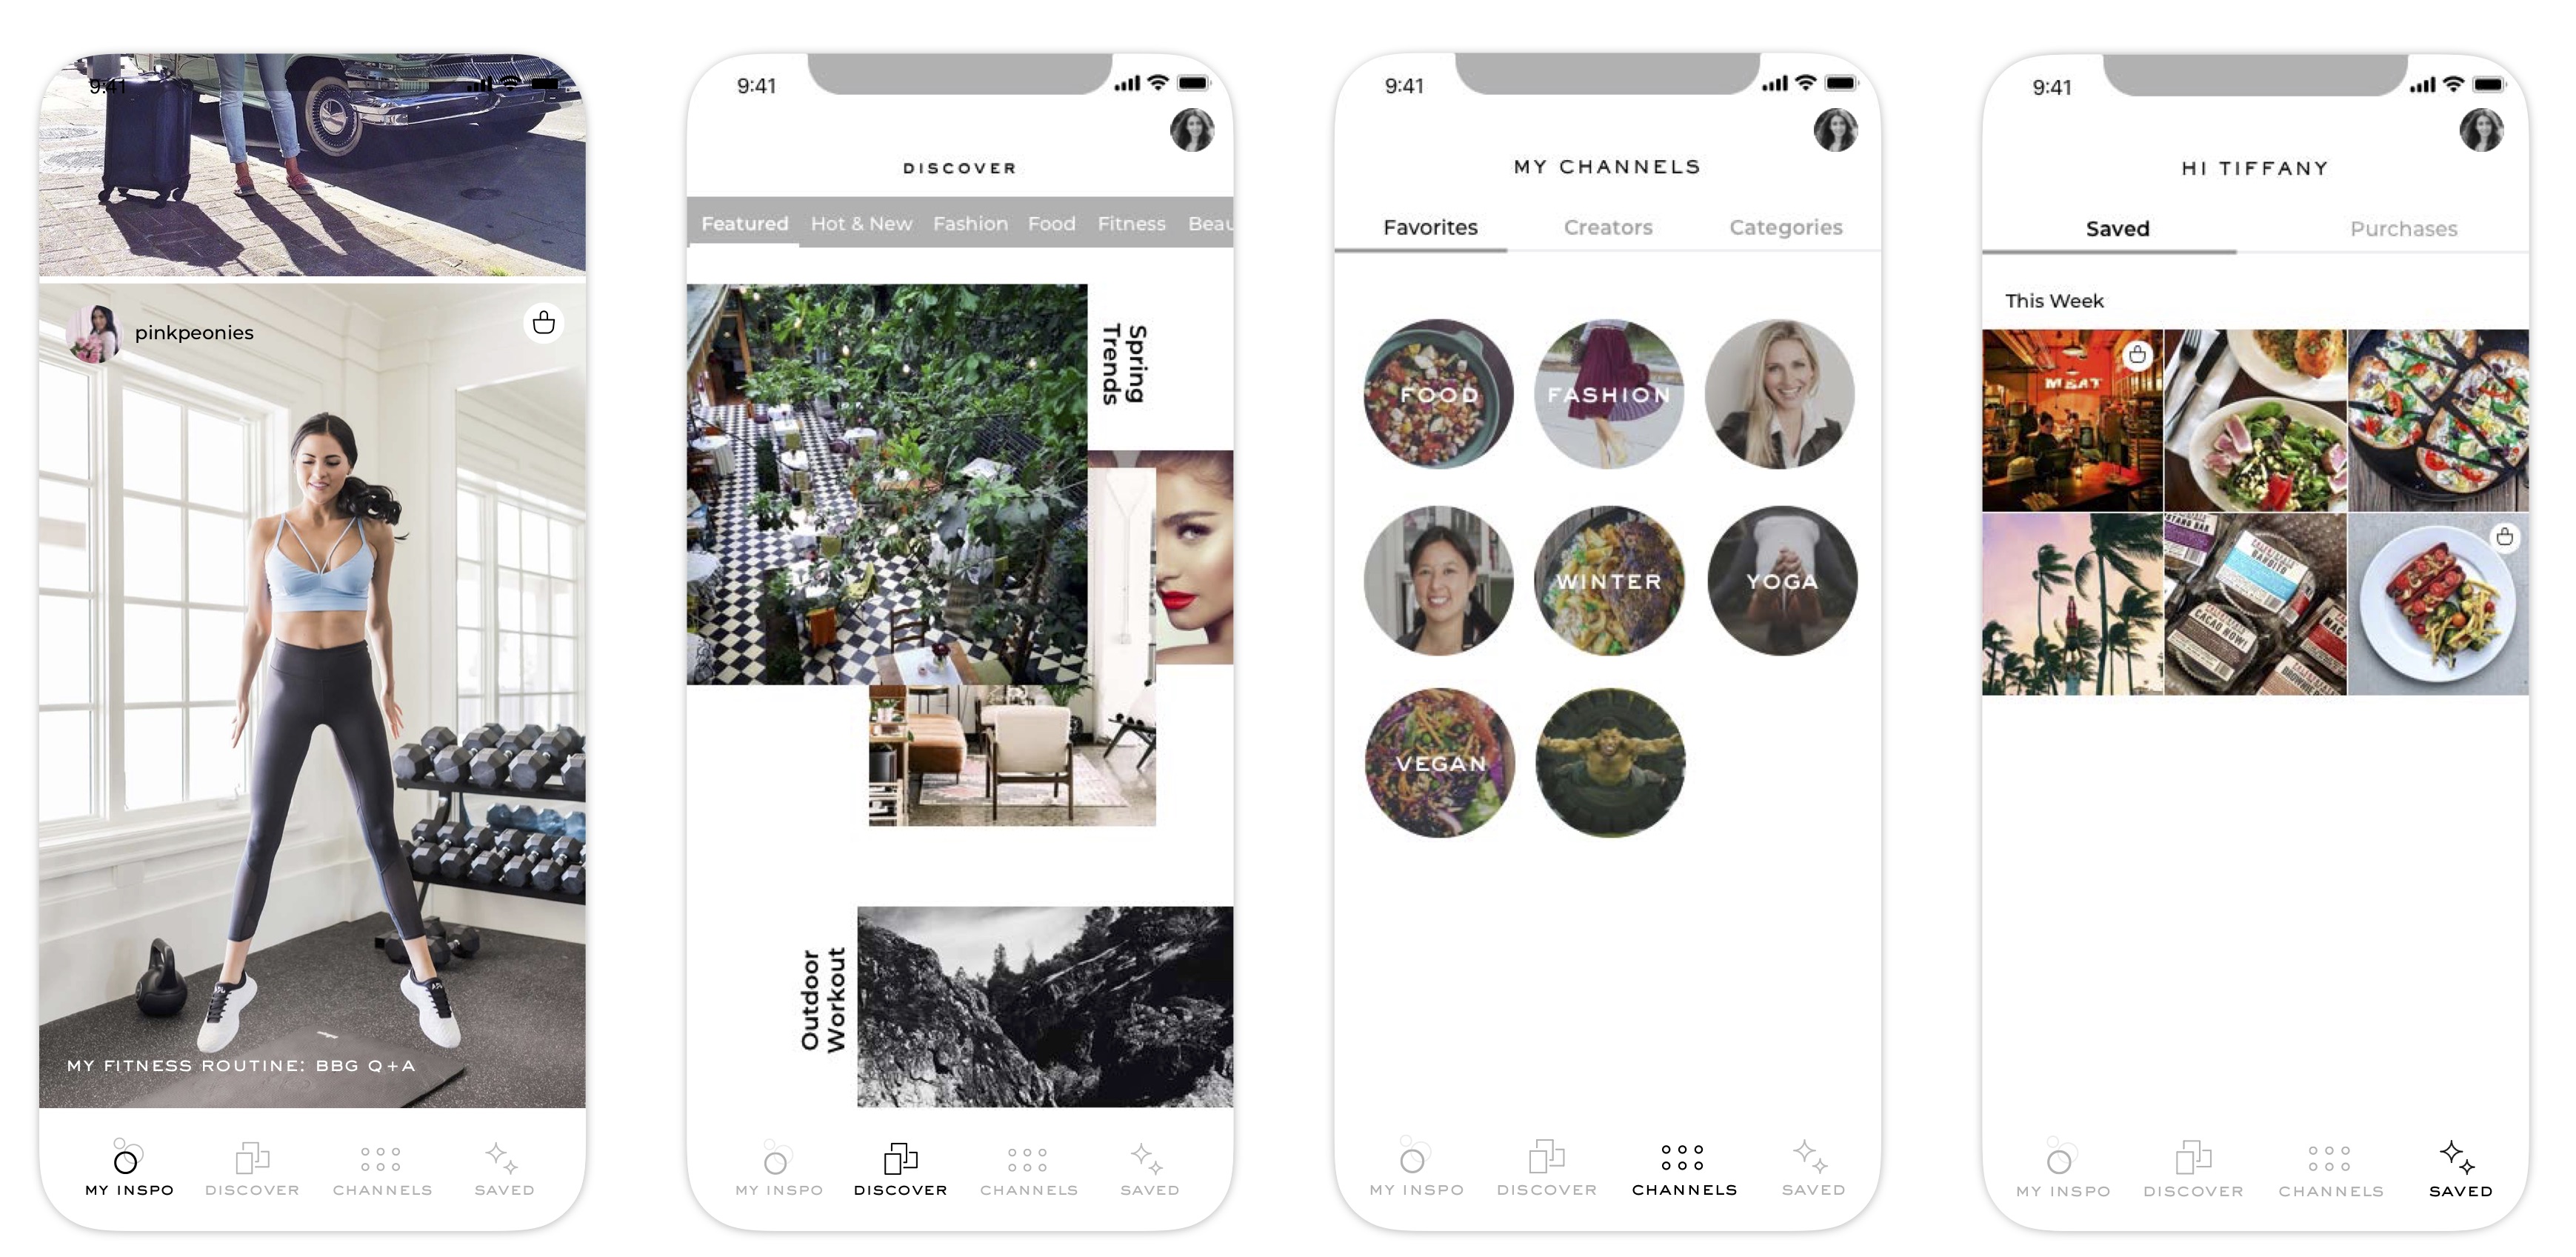 9:41
pinkpeonies
MY FITNESS ROUTINE: BBG Q+A
MY INSPO
DISCOVER
CHANNELS
SAVED
9:41
DISCOVER
Featured
Hot & New
Fashion
Food
Fitness
Beau
Spring
Trends
Outdoor
Workout
MY INSPO
DISCOVER
CHANNELS
SAVED
9:41
MY CHANNELS
Favorites
Creators
Categories
FOOD
FASHION
WINTER
YOGA
VEGAN
MY INSPO
DISCOVER
CHANNELS
SAVED
9:41
HI TIFFANY
Saved
Purchases
This Week
MEAT
CACAO NOW!
MY INSPO
DISCOVER
CHANNELS
SAVED